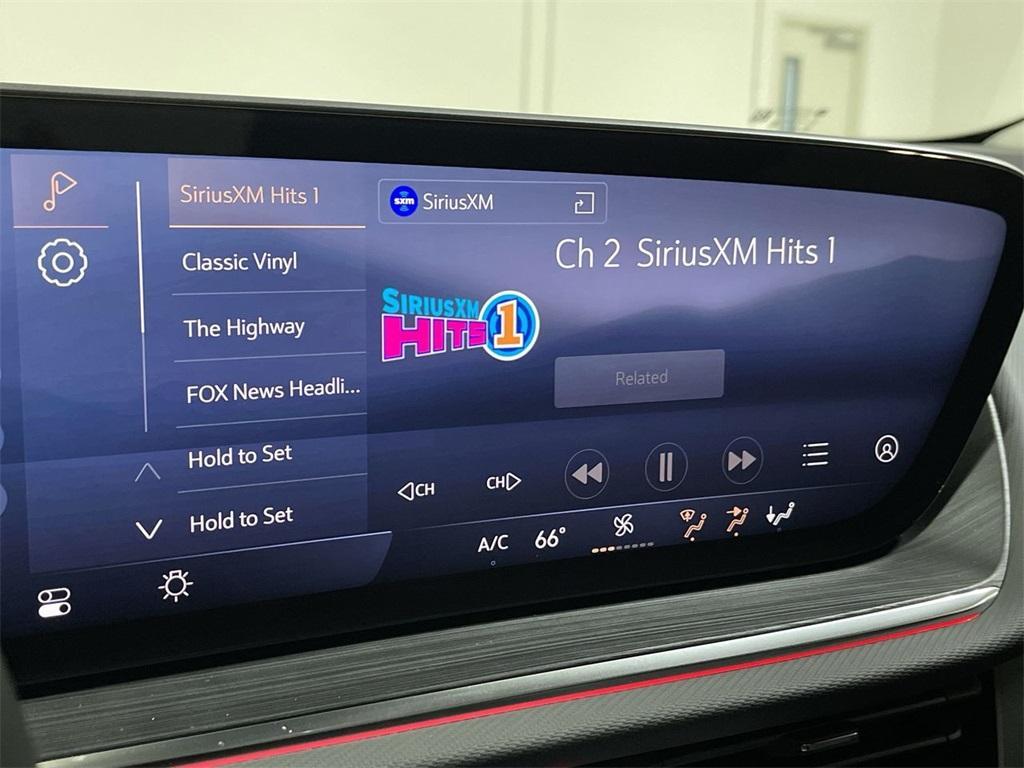 SiriusXM Hits 1
Classic Vinyl
The Highway
FOX News Headli...
Hold to Set
Hold to Set
sxm SiriusXM
Ch 2 SiriusXM Hits 1
SIRIUSXM
HITS 1
Related
CH
CH
A/C 66°